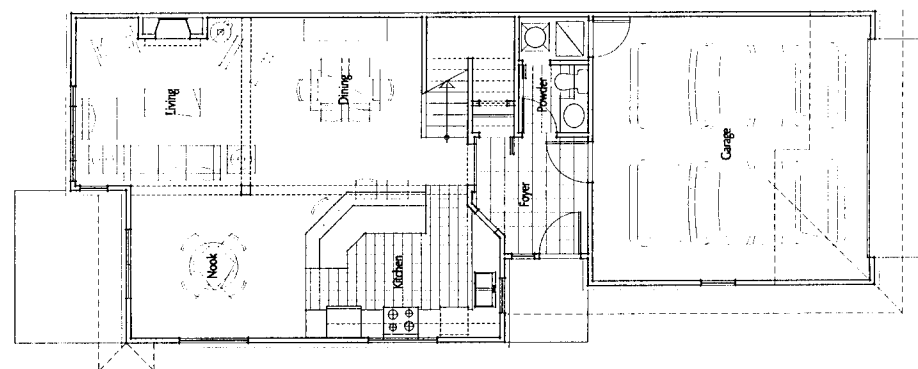 Living
Dining
Powder
Garage
Foyer
Nook
Kitchen